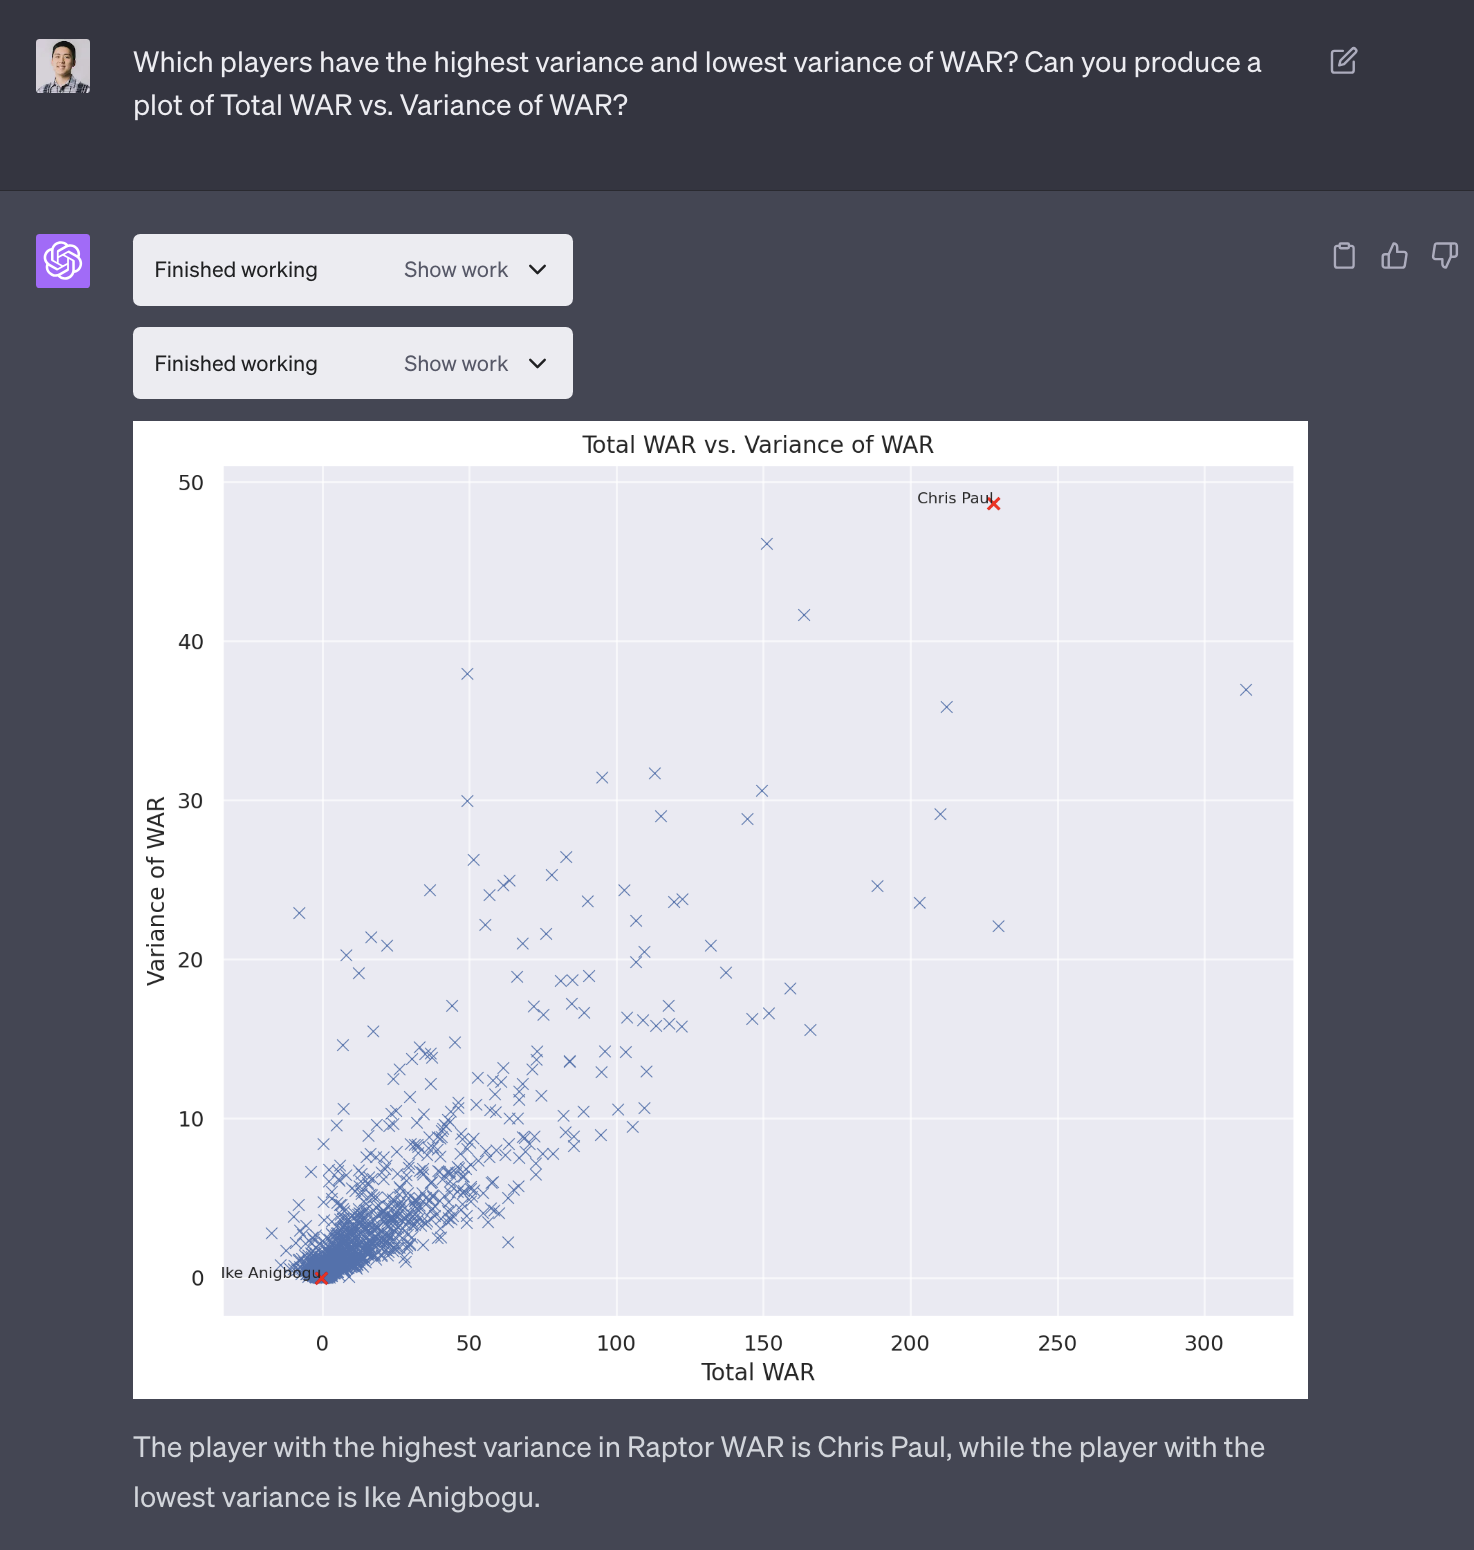 Which players have the highest variance and lowest variance of WAR? Can you produce a
plot of Total WAR vs. Variance of WAR?
Finished working Show work
Finished working Show work
Total WAR vs. Variance of WAR
50
Chris Paul
40
30
Variance of WAR
20
10
Ike Anigbogu
0
0 50 100 150 200 250 300
Total WAR
The player with the highest variance in Raptor WAR is Chris Paul, while the player with the
lowest variance is Ike Anigbogu.